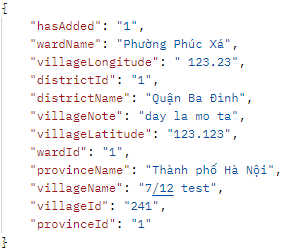 {
"hasAdded": "1",
"wardName": "Phường Phúc Xá",
"villageLongitude": " 123.23",
"districtId": "1",
"districtName": "Quận Ba Đình",
"villageNote": "day la mo ta",
"villageLatitude": "123.123",
"wardId": "1",
"provinceName": "Thành phố Hà Nội",
"villageName": "7/12 test",
"villageId": "241",
"provinceId": "1"
}